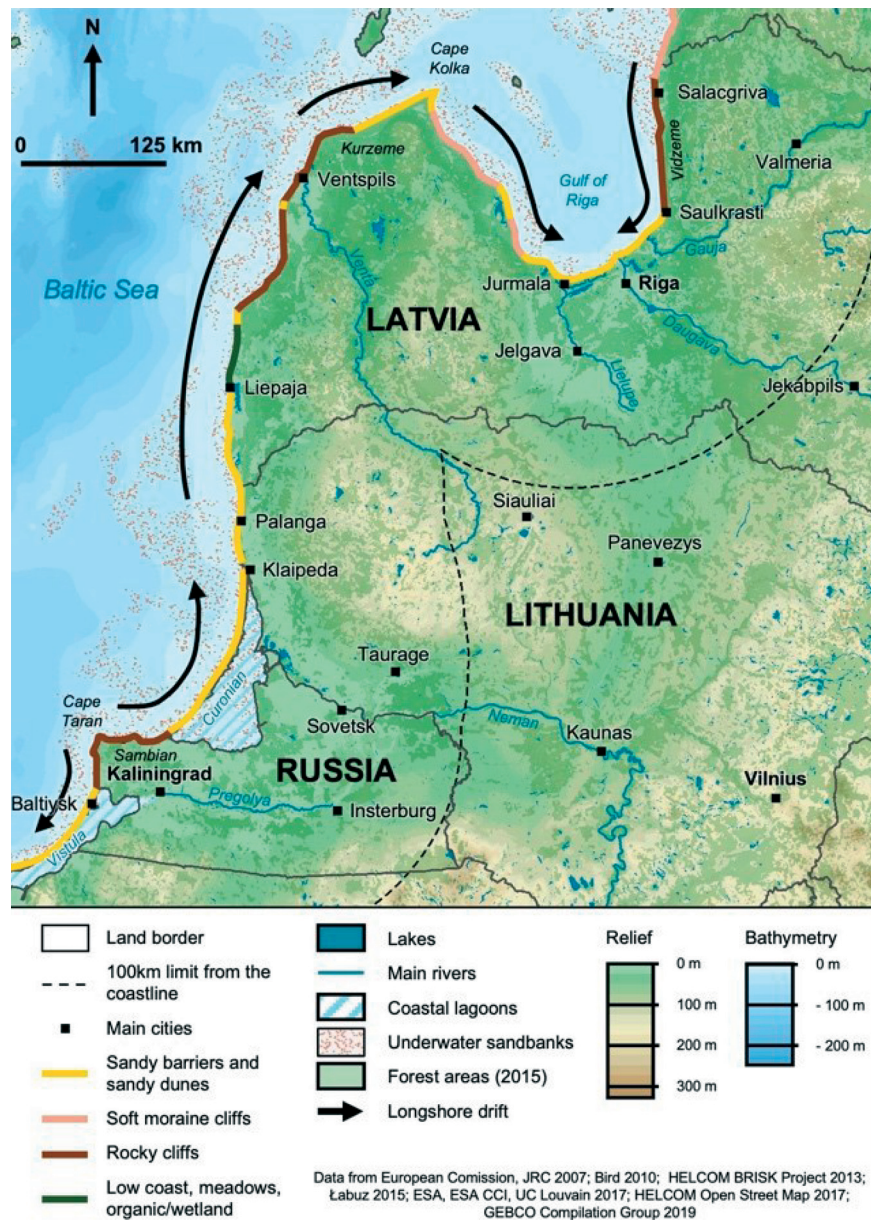 N
0 125 km
Cape
Kolka
Salacgriva
Kurzeme
Valmeria
Vidzeme
Ventspils
Gulf of
Riga
Saulkrasti
Gauja
Venta
Baltic Sea
Jurmala
Riga
LATVIA
Daugava
Jelgava
Lielupe
Jekabpils
Liepaja
Siauliai
Palanga
Panevezys
Klaipeda
LITHUANIA
Taurage
Cape
Taran
Curonian
Sovetsk
Neman
Kaunas
Sambian
Kaliningrad
RUSSIA
Vilnius
Baltiysk
Pregolya
Insterburg
Vistula
Land border
100km limit from the
coastline
Main cities
Sandy barriers and
sandy dunes
Soft moraine cliffs
Rocky cliffs
Low coast, meadows,
organic/wetland
Lakes
Main rivers
Coastal lagoons
Underwater sandbanks
Forest areas (2015)
Longshore drift
Relief
0 m
100 m
200 m
300 m
Bathymetry
0 m
- 100 m
- 200 m
Data from European Comission, JRC 2007; Bird 2010; HELCOM BRISK Project 2013;
Łabuz 2015; ESA, ESA CCI, UC Louvain 2017; HELCOM Open Street Map 2017;
GEBCO Compilation Group 2019